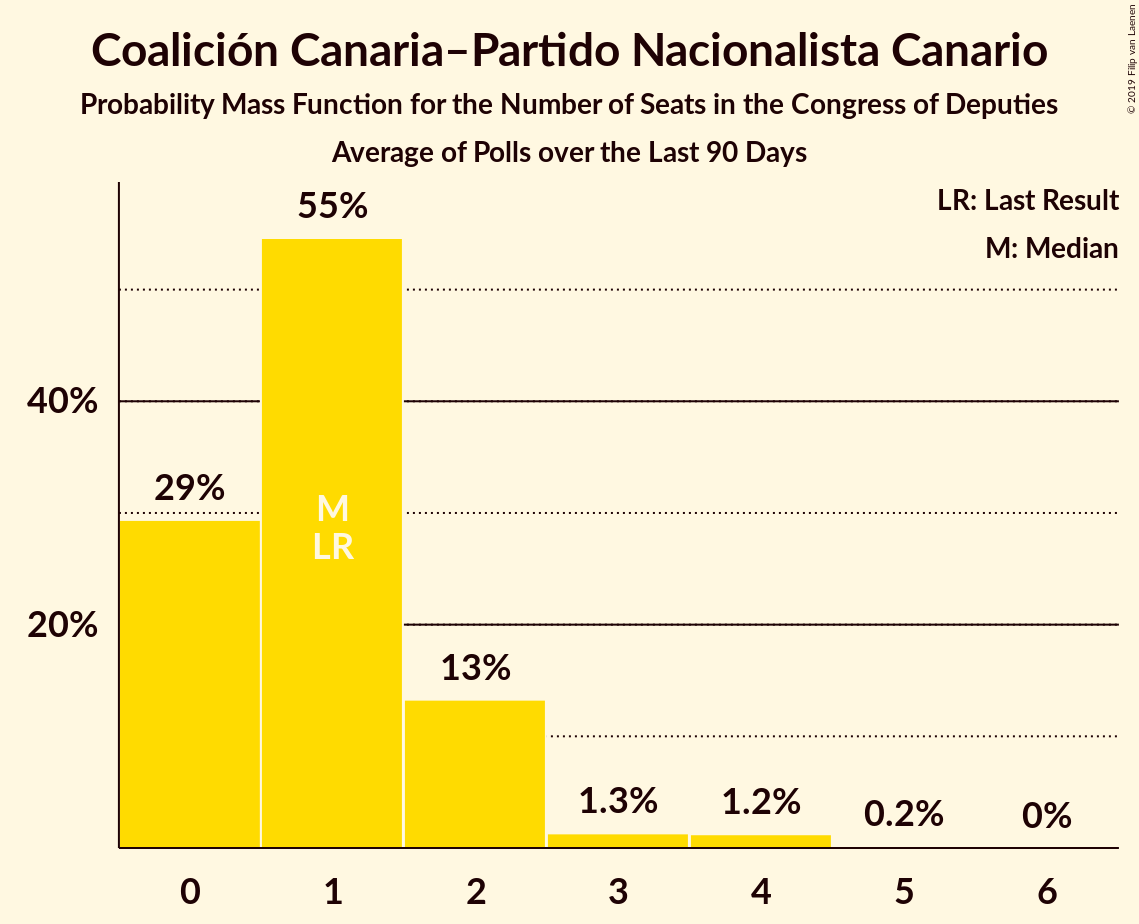 Coalición Canaria–Partido Nacionalista Canario
Probability Mass Function for the Number of Seats in the Congress of Deputies
Average of Polls over the Last 90 Days
© 2019 Filip van Laenen
LR: Last Result
M: Median
55%
40%
29%
M
LR
20%
13%
1.3%
1.2%
0.2%
0%
0 1 2 3 4 5 6